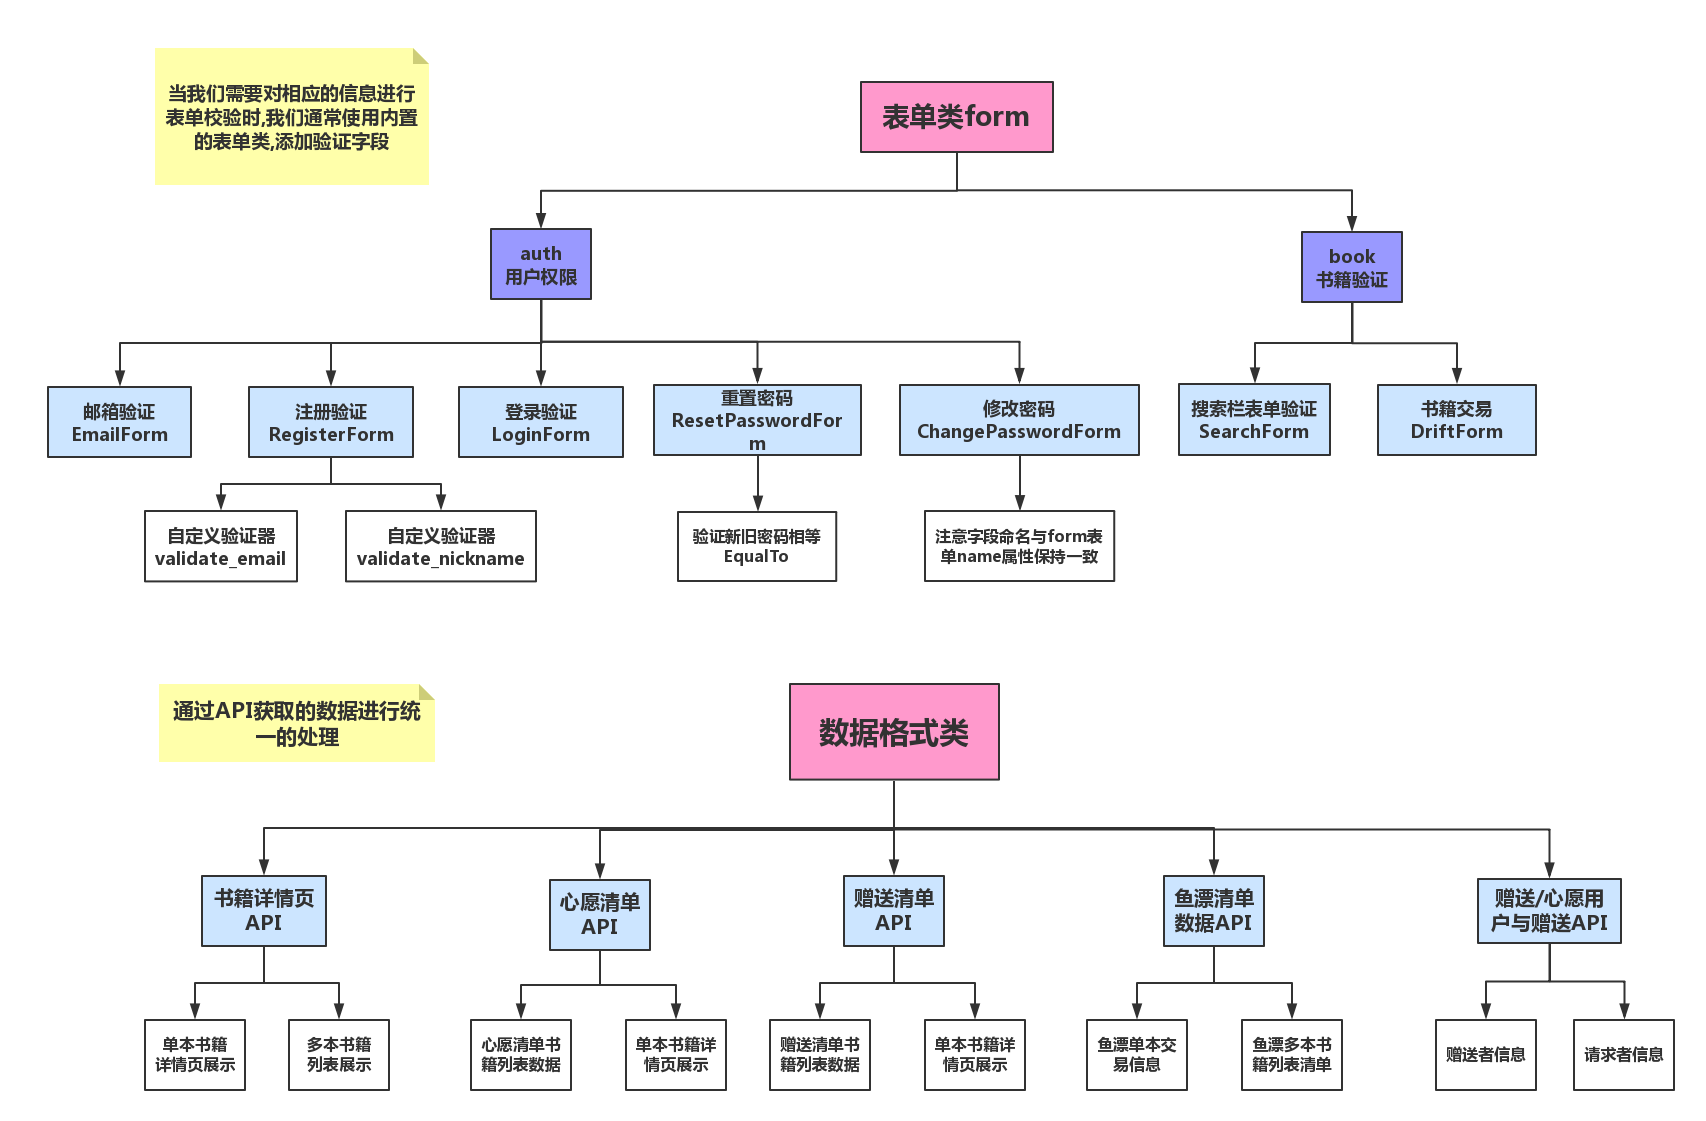 当我们需要对相应的信息进行
表单校验时,我们通常使用内置
的表单类,添加验证字段
表单类form
auth
用户权限
book
书籍验证
邮箱验证
EmailForm
注册验证
RegisterForm
登录验证
LoginForm
重置密码
ResetPasswordFor
m
修改密码
ChangePasswordForm
搜索栏表单验证
SearchForm
书籍交易
DriftForm
自定义验证器
validate_email
自定义验证器
validate_nickname
验证新旧密码相等
EqualTo
注意字段命名与form表
单name属性保持一致
通过API获取的数据进行统
一的处理
数据格式类
书籍详情页
API
心愿清单
API
赠送清单
API
鱼漂清单
数据API
赠送/心愿用
户与赠送API
单本书籍
详情页展示
多本书籍
列表展示
心愿清单书
籍列表数据
单本书籍详
情页展示
赠送清单书
籍列表数据
单本书籍详
情页展示
鱼漂单本交
易信息
鱼漂多本书
籍列表清单
赠送者信息
请求者信息